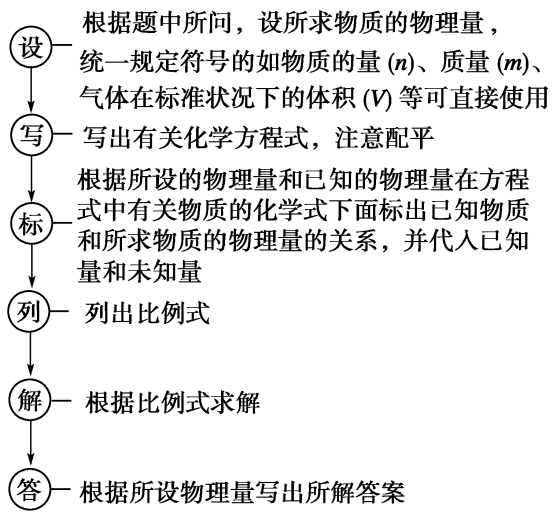 设
根据题中所问，设所求物质的物理量，
统一规定符号的如物质的量(n)、质量(m)、
气体在标准状况下的体积(V)等可直接使用
写
写出有关化学方程式，注意配平
标
根据所设的物理量和已知的物理量在方程
式中有关物质的化学式下面标出已知物质
和所求物质的物理量的关系，并代入已知
量和未知量
列
列出比例式
解
根据比例式求解
答
根据所设物理量写出所解答案